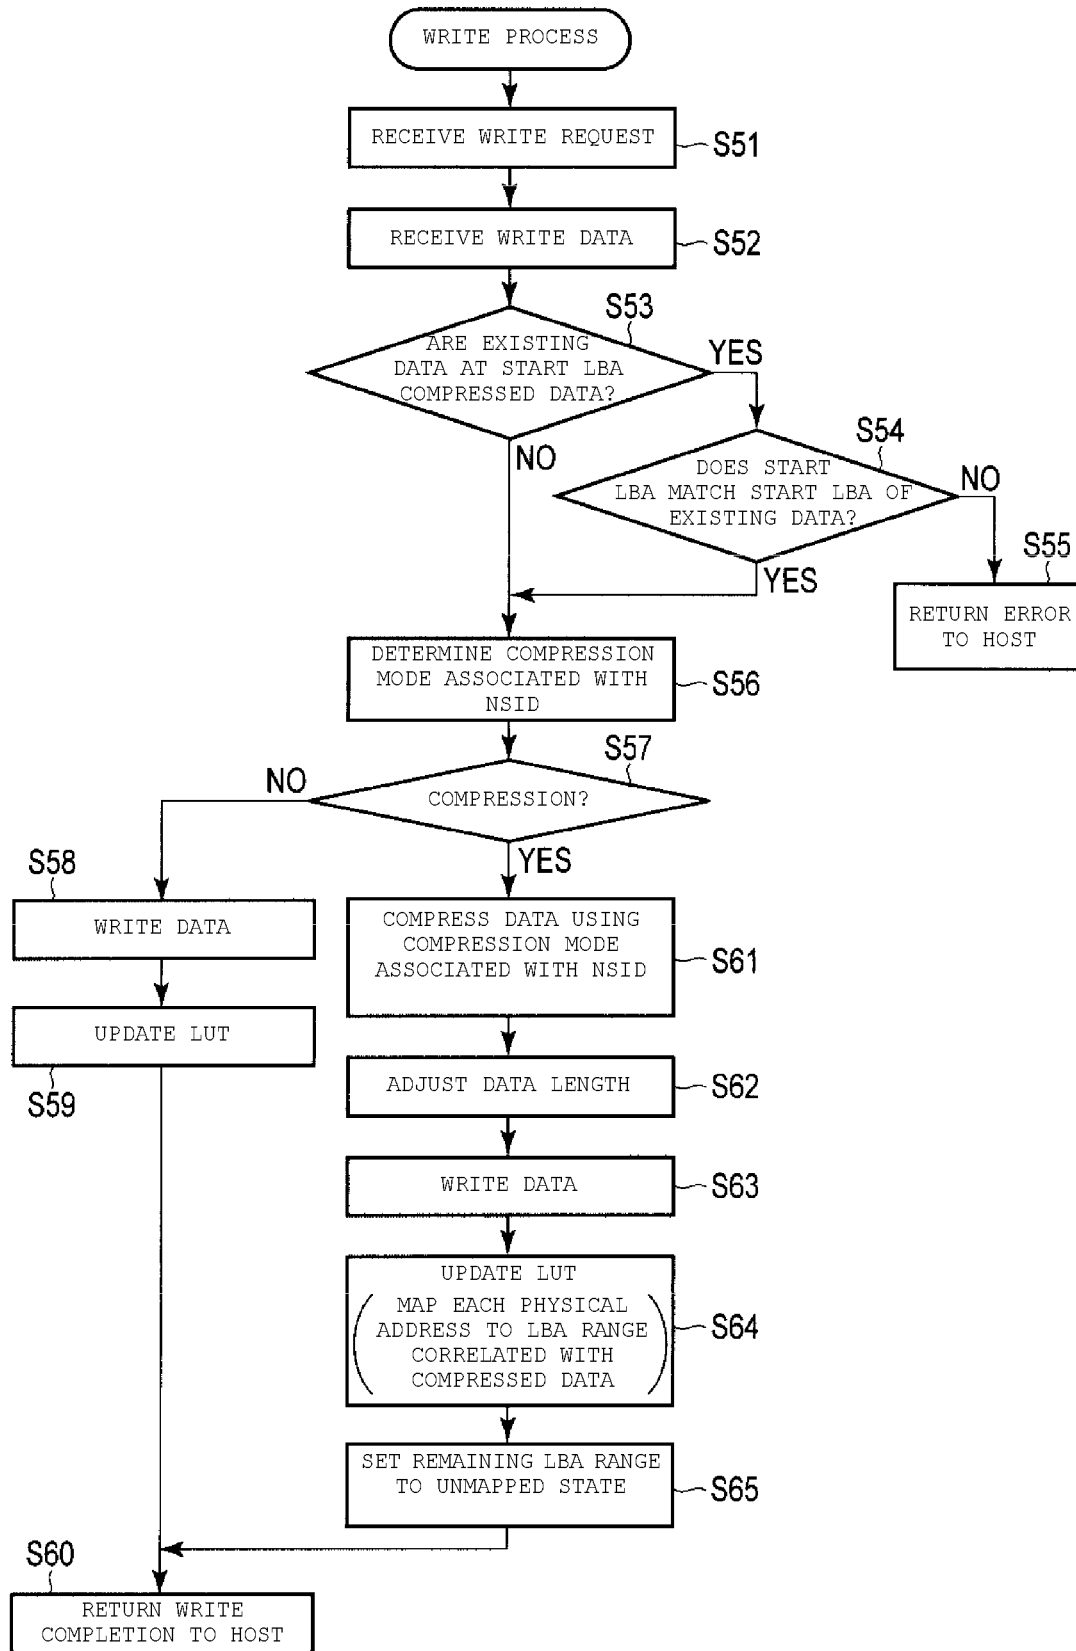 WRITE PROCESS
RECEIVE WRITE REQUEST
S51
RECEIVE WRITE DATA
S52
S53
ARE EXISTING
DATA AT START LBA
COMPRESSED DATA?
YES
NO
S54
DOES START
LBA MATCH START LBA OF
EXISTING DATA?
NO
YES
S55
RETURN ERROR
TO HOST
DETERMINE COMPRESSION
MODE ASSOCIATED WITH
NSID
S56
S57
COMPRESSION?
NO
YES
S58
WRITE DATA
UPDATE LUT
S59
COMPRESS DATA USING
COMPRESSION MODE
ASSOCIATED WITH NSID
S61
ADJUST DATA LENGTH
S62
WRITE DATA
S63
UPDATE LUT
( MAP EACH PHYSICAL
ADDRESS TO LBA RANGE
CORRELATED WITH
COMPRESSED DATA )
S64
SET REMAINING LBA RANGE
TO UNMAPPED STATE
S65
S60
RETURN WRITE
COMPLETION TO HOST